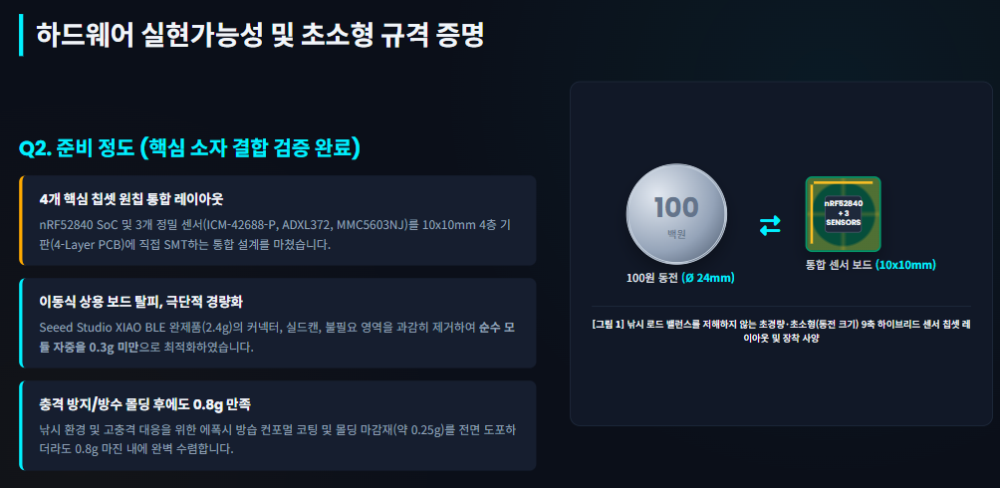 하드웨어 실현가능성 및 초소형 규격 증명
Q2. 준비 정도 (핵심 소자 결합 검증 완료)
4개 핵심 칩셋 원칩 통합 레이아웃
nRF52840 SoC 및 3개 정밀 센서(ICM-42688-P, ADXL372, MMC5603NJ)를 10x10mm 4층 기
판(4-Layer PCB)에 직접 SMT하는 통합 설계를 마쳤습니다.
이동식 상용 보드 탈피, 극단적 경량화
Seeed Studio XIAO BLE 완제품(2.4g)의 커넥터, 실드캔, 불필요 영역을 과감히 제거하여 순수 모
듈 자중을 0.3g 미만으로 최적화하였습니다.
충격 방지/방수 몰딩 후에도 0.8g 만족
낚시 환경 및 고충격 대응을 위한 에폭시 방습 컨포멀 코팅 및 몰딩 마감재(약 0.25g)를 전면 도포하
더라도 0.8g 마진 내에 완벽 수렴합니다.
100
백원
100원 동전 (Ø 24mm)
nRF52840
+ 3
SENSORS
통합 센서 보드 (10x10mm)
[그림 1] 낚시 로드 밸런스를 저해하지 않는 초경량·초소형(동전 크기) 9축 하이브리드 센서 칩셋 레
이아웃 및 장착 사양